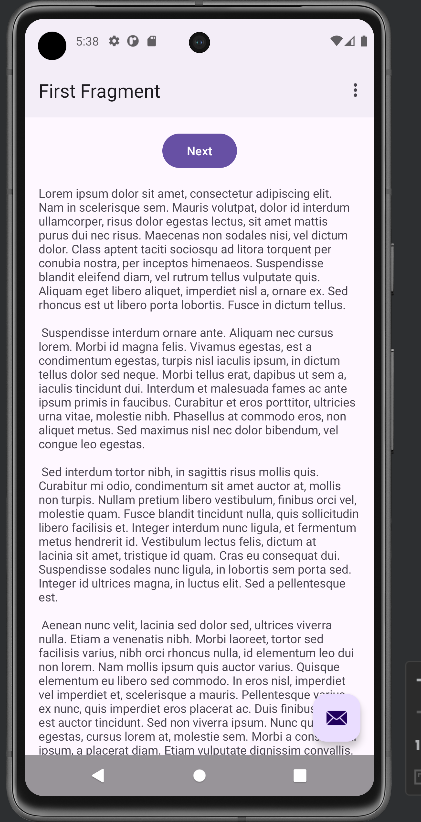 5:38
First Fragment
Next
Lorem ipsum dolor sit amet, consectetur adipiscing elit.
Nam in scelerisque sem. Mauris volutpat, dolor id interdum
ullamcorper, risus dolor egestas lectus, sit amet mattis
purus dui nec risus. Maecenas non sodales nisi, vel dictum
dolor. Class aptent taciti sociosqu ad litora torquent per
conubia nostra, per inceptos himenaeos. Suspendisse
blandit eleifend diam, vel rutrum tellus vulputate quis.
Aliquam eget libero aliquet, imperdiet nisl a, ornare ex. Sed
rhoncus est ut libero porta lobortis. Fusce in dictum tellus.
Suspendisse interdum ornare ante. Aliquam nec cursus
lorem. Morbi id magna felis. Vivamus egestas, est a
condimentum egestas, turpis nisl iaculis ipsum, in dictum
tellus dolor sed neque. Morbi tellus erat, dapibus ut sem a,
iaculis tincidunt dui. Interdum et malesuada fames ac ante
ipsum primis in faucibus. Curabitur et eros porttitor, ultricies
urna vitae, molestie nibh. Phasellus at commodo eros, non
aliquet metus. Sed maximus nisl nec dolor bibendum, vel
congue leo egestas.
Sed interdum tortor nibh, in sagittis risus mollis quis.
Curabitur mi odio, condimentum sit amet auctor at, mollis
non turpis. Nullam pretium libero vestibulum, finibus orci vel,
molestie quam. Fusce blandit tincidunt nulla, quis sollicitudin
libero facilisis et. Integer interdum nunc ligula, et fermentum
metus hendrerit id. Vestibulum lectus felis, dictum at
lacinia sit amet, tristique id quam. Cras eu consequat dui.
Suspendisse sodales nunc ligula, in lobortis sem porta sed.
Integer id ultrices magna, in luctus elit. Sed a pellentesque
est.
Aenean nunc velit, lacinia sed dolor sed, ultrices viverra
nulla. Etiam a venenatis nibh. Morbi laoreet, tortor sed
facilisis varius, nibh orci rhoncus nulla, id elementum leo dui
non lorem. Nam mollis ipsum quis auctor varius. Quisque
elementum eu libero sed commodo. In eros nisl, imperdiet
vel imperdiet et, scelerisque a mauris. Pellentesque varius
ex nunc, quis imperdiet eros placerat ac. Duis finibus
est auctor tincidunt. Sed non viverra ipsum. Nunc
egestas, cursus lorem at, molestie sem. Morbi a
ipsum, a placerat diam. Etiam vulputate dignissim convallis.